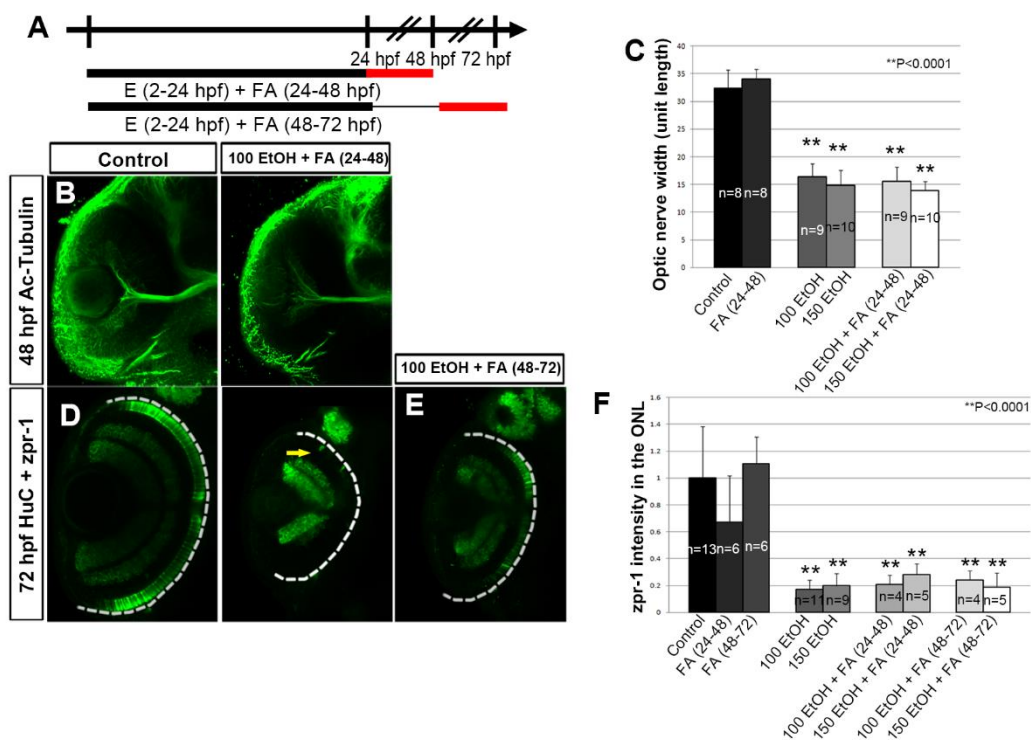 A
24 hpf 48 hpf 72 hpf
E (2-24 hpf) + FA (24-48 hpf)
E (2-24 hpf) + FA (48-72 hpf)
Control
100 EtOH + FA (24-48)
B
48 hpf Ac-Tubulin
100 EtOH + FA (48-72)
D
E
72 hpf HuC + zpr-1
C
**P<0.0001
Optic nerve width (unit length)
40
35
30
25
20
15
10
5
0
**
**
**
**
n=8
n=8
n=9
n=10
n=9
n=10
Control
FA (24-48)
100 EtOH
150 EtOH
100 EtOH + FA (24-48)
150 EtOH + FA (24-48)
F
**P<0.0001
zpr-1 intensity in the ONL
1.6
1.4
1.2
1
0.8
0.6
0.4
0.2
0
**
**
**
**
**
**
n=13
n=6
n=6
n=11
n=9
n=4
n=5
n=4
n=5
Control
FA (24-48)
FA (48-72)
100 EtOH
150 EtOH
100 EtOH + FA (24-48)
150 EtOH + FA (24-48)
100 EtOH + FA (48-72)
150 EtOH + FA (48-72)